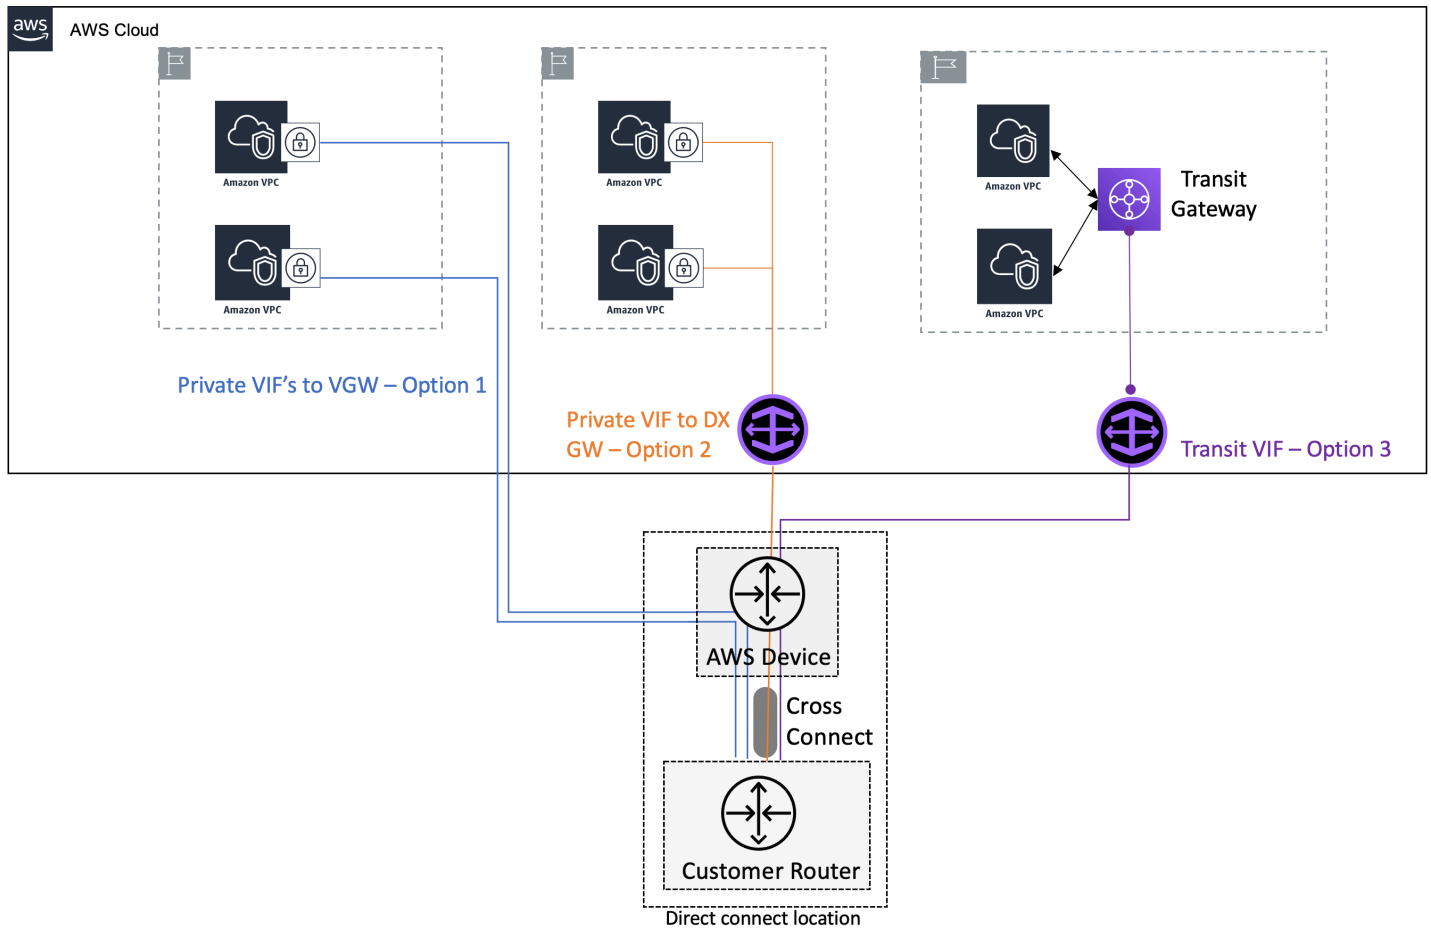 aws
AWS Cloud
Amazon VPC
Amazon VPC
Amazon VPC
Amazon VPC
Amazon VPC
Amazon VPC
Transit
Gateway
Private VIF's to VGW – Option 1
Private VIF to DX
GW – Option 2
Transit VIF – Option 3
AWS Device
Cross
Connect
Customer Router
Direct connect location